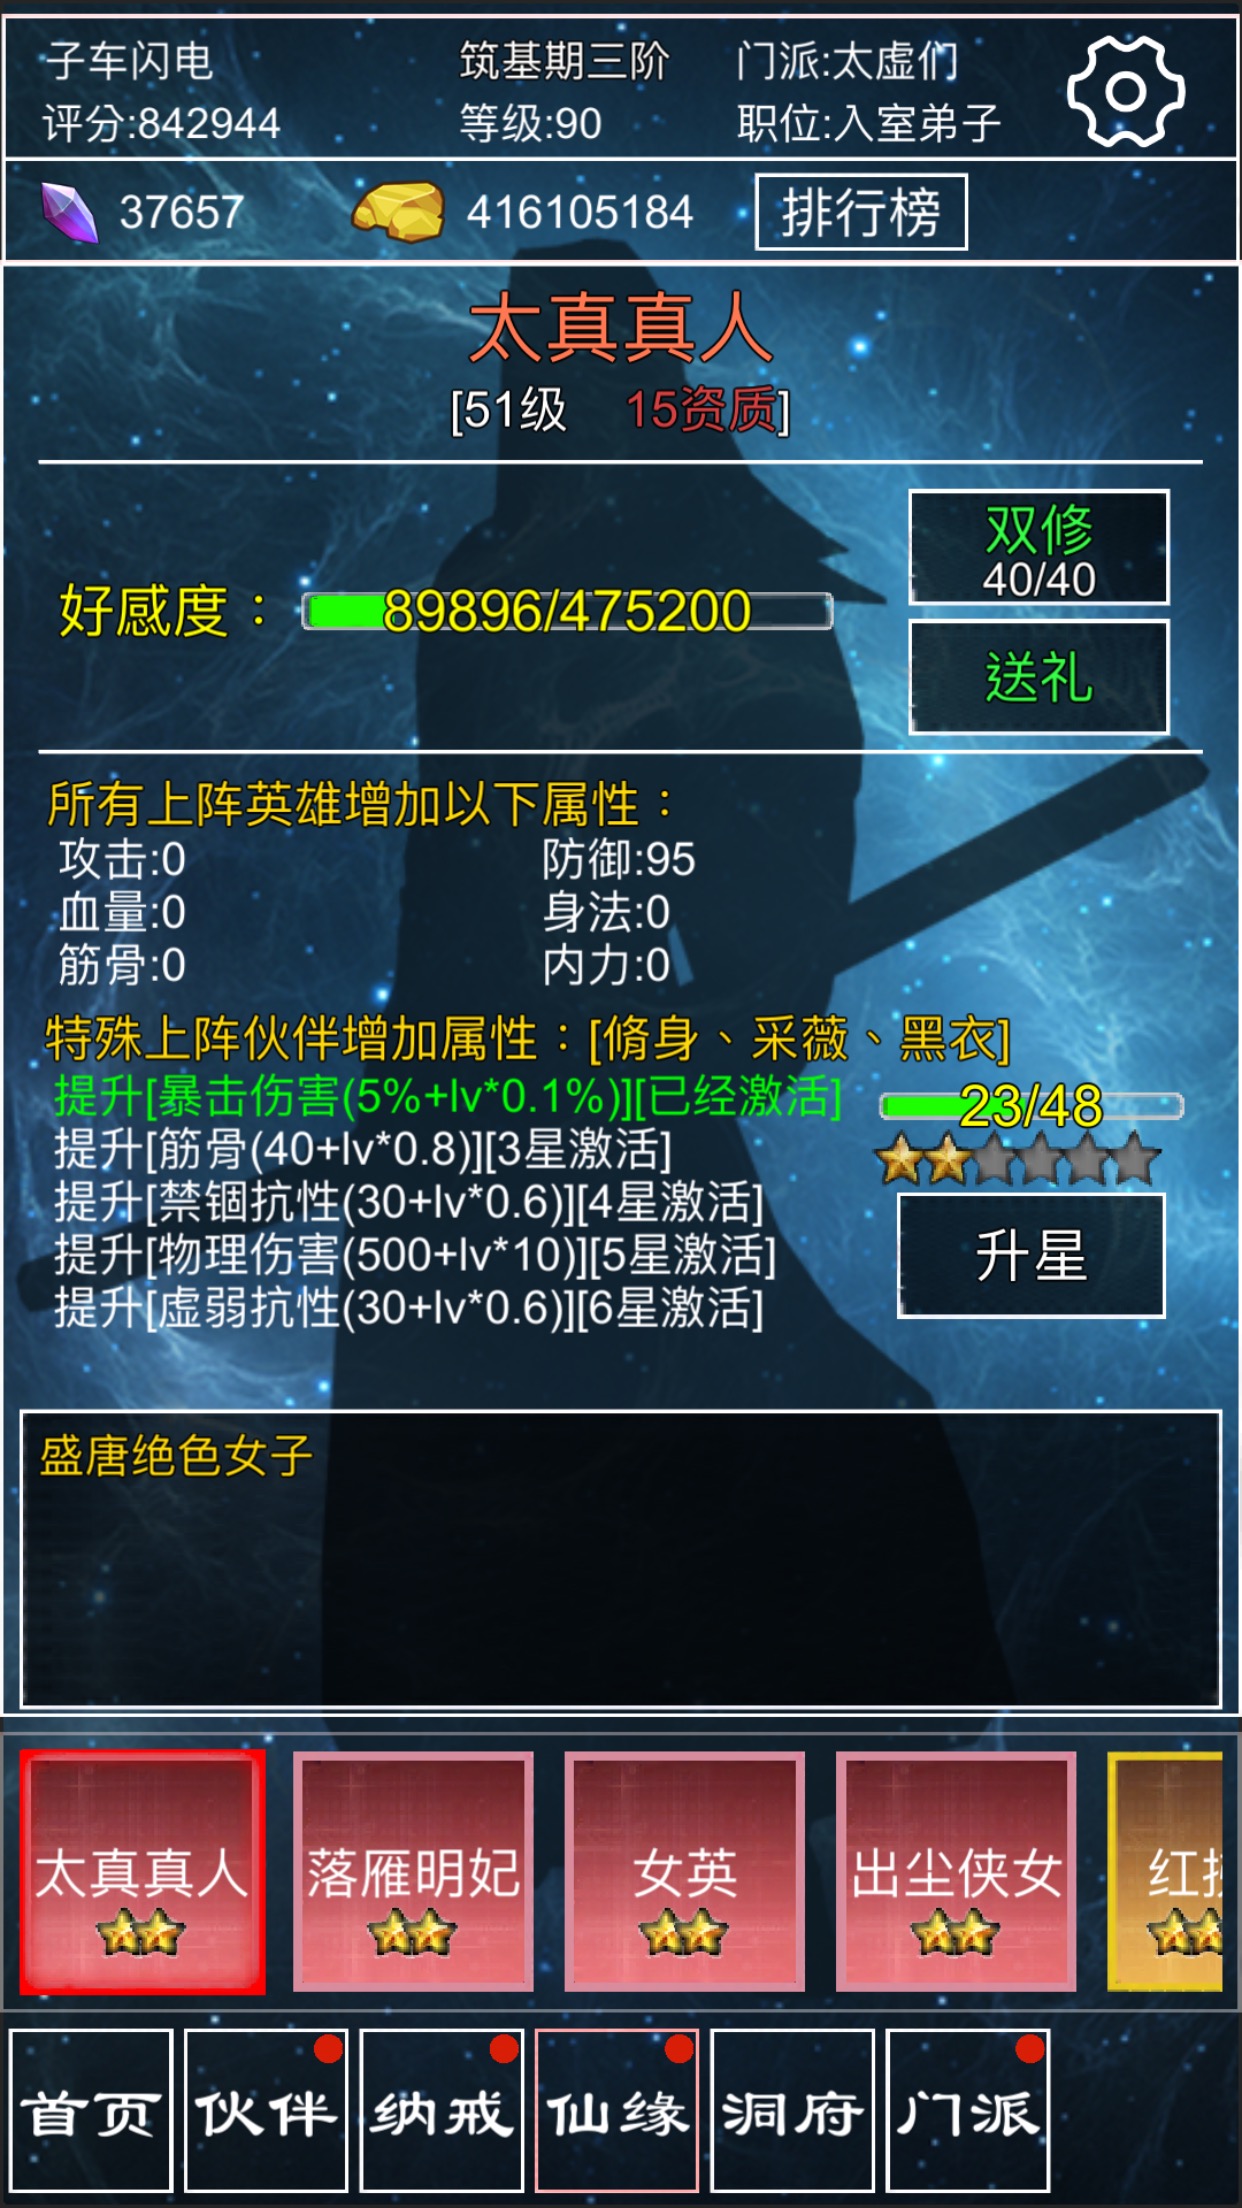 子车闪电 筑基期三阶 门派:太虚们
评分:842944 等级:90 职位:入室弟子
37657 416105184 排行榜
太真真人
[51级 15资质]
双修
40/40
好感度： 89896/475200
送礼
所有上阵英雄增加以下属性：
攻击:0 防御:95
血量:0 身法:0
筋骨:0 内力:0
特殊上阵伙伴增加属性：[脩身、采薇、黑衣]
提升[暴击伤害(5%+lv*0.1%)][已经激活] 23/48
提升[筋骨(40+lv*0.8)][3星激活]
提升[禁锢抗性(30+lv*0.6)][4星激活]
提升[物理伤害(500+lv*10)][5星激活] 升星
提升[虚弱抗性(30+lv*0.6)][6星激活]
盛唐绝色女子
太真真人 落雁明妃 女英 出尘侠女 红
首页 伙伴 纳戒 仙缘 洞府 门派